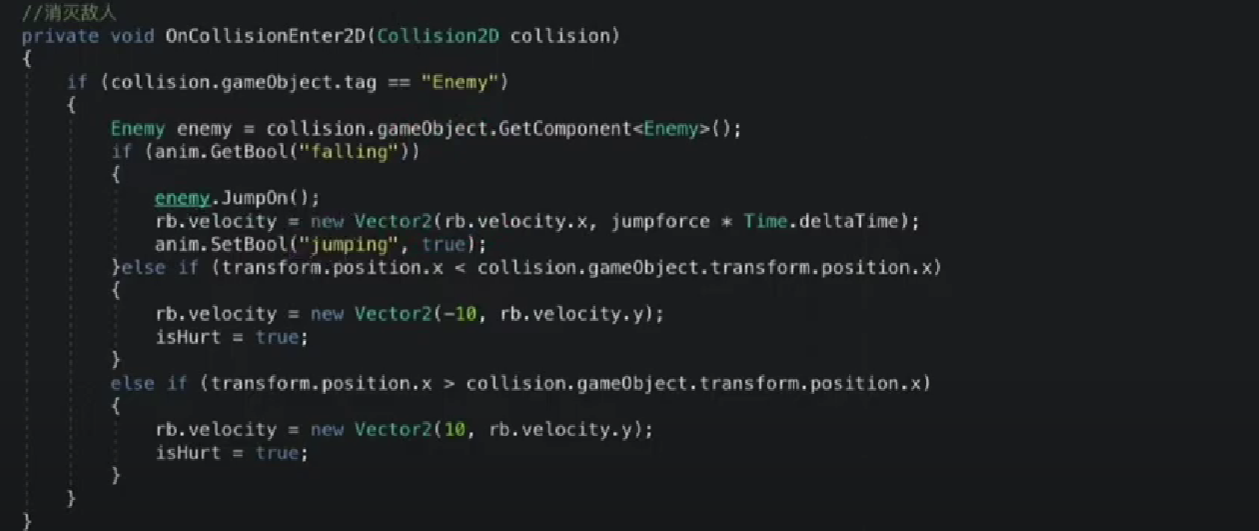 //消灭敌人
private void OnCollisionEnter2D(Collision2D collision)
{
if (collision.gameObject.tag == "Enemy")
{
Enemy enemy = collision.gameObject.GetComponent<Enemy>();
if (anim.GetBool("falling"))
{
enemy.JumpOn();
rb.velocity = new Vector2(rb.velocity.x, jumpforce * Time.deltaTime);
anim.SetBool("jumping", true);
}else if (transform.position.x < collision.gameObject.transform.position.x)
{
rb.velocity = new Vector2(-10, rb.velocity.y);
isHurt = true;
}
else if (transform.position.x > collision.gameObject.transform.position.x)
{
rb.velocity = new Vector2(10, rb.velocity.y);
isHurt = true;
}
}
}